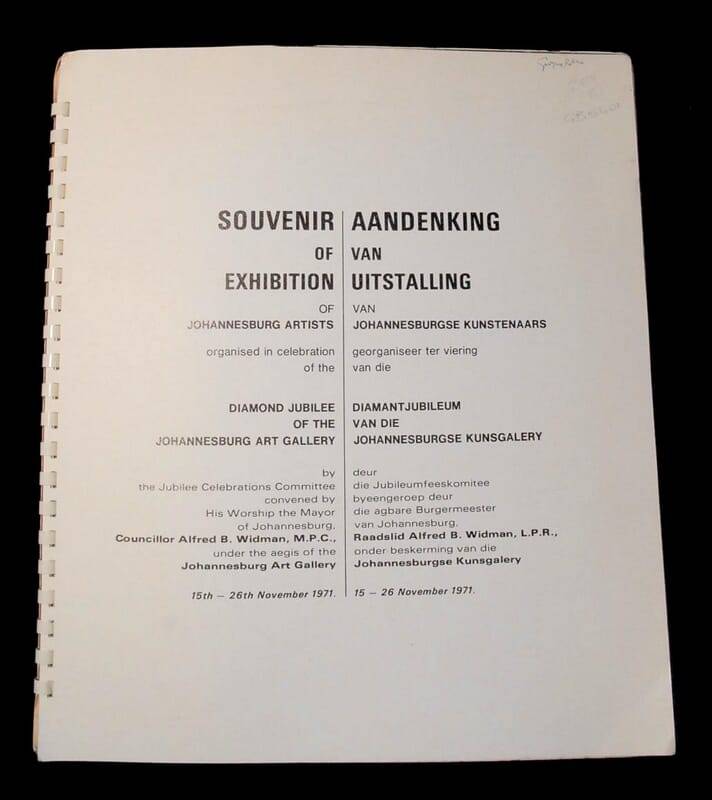 SOUVENIR
OF
EXHIBITION
OF
JOHANNESBURG ARTISTS
organised in celebration
of the
DIAMOND JUBILEE
OF THE
JOHANNESBURG ART GALLERY
by
the Jubilee Celebrations Committee
convened by
His Worship the Mayor
of Johannesburg,
Councillor Alfred B. Widman, M.P.C.,
under the aegis of the
Johannesburg Art Gallery
15th – 26th November 1971.
AANDENKING
VAN
UITSTALLING
VAN
JOHANNESBURGSE KUNSTENAARS
georganiseer ter viering
van die
DIAMANTJUBILEUM
VAN DIE
JOHANNESBURGSE KUNSGALERY
deur
die Jubileumfeeskomitee
byeengeroep deur
die agbare Burgermeester
van Johannesburg,
Raadslid Alfred B. Widman, L.P.R.,
onder beskerming van die
Johannesburgse Kunsgalery
15 – 26 November 1971.